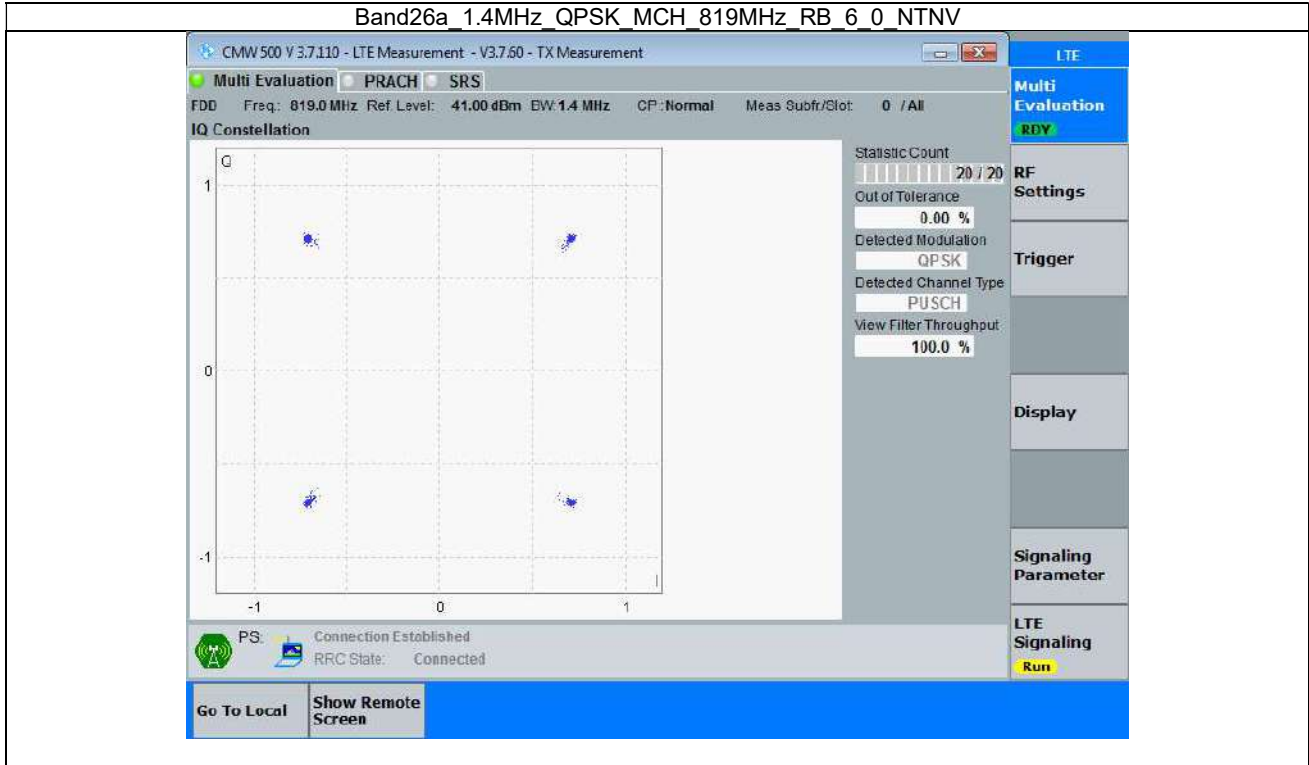 Band26a_1.4MHz_QPSK_MCH_819MHz_RB_6_0_NTNV
CMW 500 V 3.7.110 - LTE Measurement - V3.7.60 - TX Measurement
LTE
Multi Evaluation PRACH SRS
Multi
Evaluation
RDY
FDD Freq.: 819.0 MHz Ref. Level: 41.00 dBm BW: 1.4 MHz CP: Normal Meas Subfr/Slot: 0 / All
IQ Constellation
Q
1
0
-1
-1 0 1
I
Statistic Count
20 / 20
Out of Tolerance
0.00 %
Detected Modulation
QPSK
Detected Channel Type
PUSCH
View Filter Throughput
100.0 %
RF
Settings
Trigger
Display
Signaling
Parameter
LTE
Signaling
Run
PS: Connection Established
RRC State: Connected
Go To Local
Show Remote
Screen